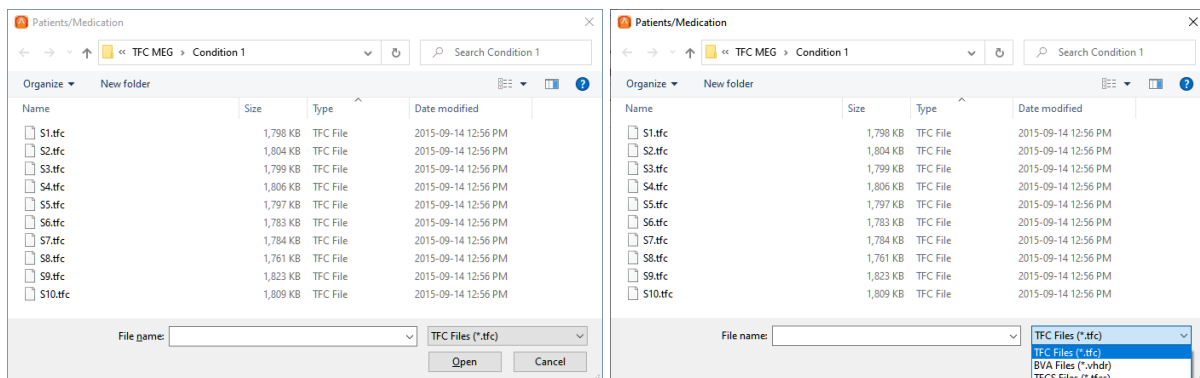 Patients/Medication
« TFC MEG › Condition 1
Search Condition 1
Organize
New folder
Name Size Type Date modified
S1.tfc 1,798 KB TFC File 2015-09-14 12:56 PM
S2.tfc 1,804 KB TFC File 2015-09-14 12:56 PM
S3.tfc 1,799 KB TFC File 2015-09-14 12:56 PM
S4.tfc 1,806 KB TFC File 2015-09-14 12:56 PM
S5.tfc 1,797 KB TFC File 2015-09-14 12:56 PM
S6.tfc 1,783 KB TFC File 2015-09-14 12:56 PM
S7.tfc 1,784 KB TFC File 2015-09-14 12:56 PM
S8.tfc 1,761 KB TFC File 2015-09-14 12:56 PM
S9.tfc 1,823 KB TFC File 2015-09-14 12:56 PM
S10.tfc 1,809 KB TFC File 2015-09-14 12:56 PM
File name: TFC Files (*.tfc)
Open Cancel
Patients/Medication
« TFC MEG › Condition 1
Search Condition 1
Organize
New folder
Name Size Type Date modified
S1.tfc 1,798 KB TFC File 2015-09-14 12:56 PM
S2.tfc 1,804 KB TFC File 2015-09-14 12:56 PM
S3.tfc 1,799 KB TFC File 2015-09-14 12:56 PM
S4.tfc 1,806 KB TFC File 2015-09-14 12:56 PM
S5.tfc 1,797 KB TFC File 2015-09-14 12:56 PM
S6.tfc 1,783 KB TFC File 2015-09-14 12:56 PM
S7.tfc 1,784 KB TFC File 2015-09-14 12:56 PM
S8.tfc 1,761 KB TFC File 2015-09-14 12:56 PM
S9.tfc 1,823 KB TFC File 2015-09-14 12:56 PM
S10.tfc 1,809 KB TFC File 2015-09-14 12:56 PM
File name: TFC Files (*.tfc)
TFC Files (*.tfc)
BVA Files (*.vhdr)